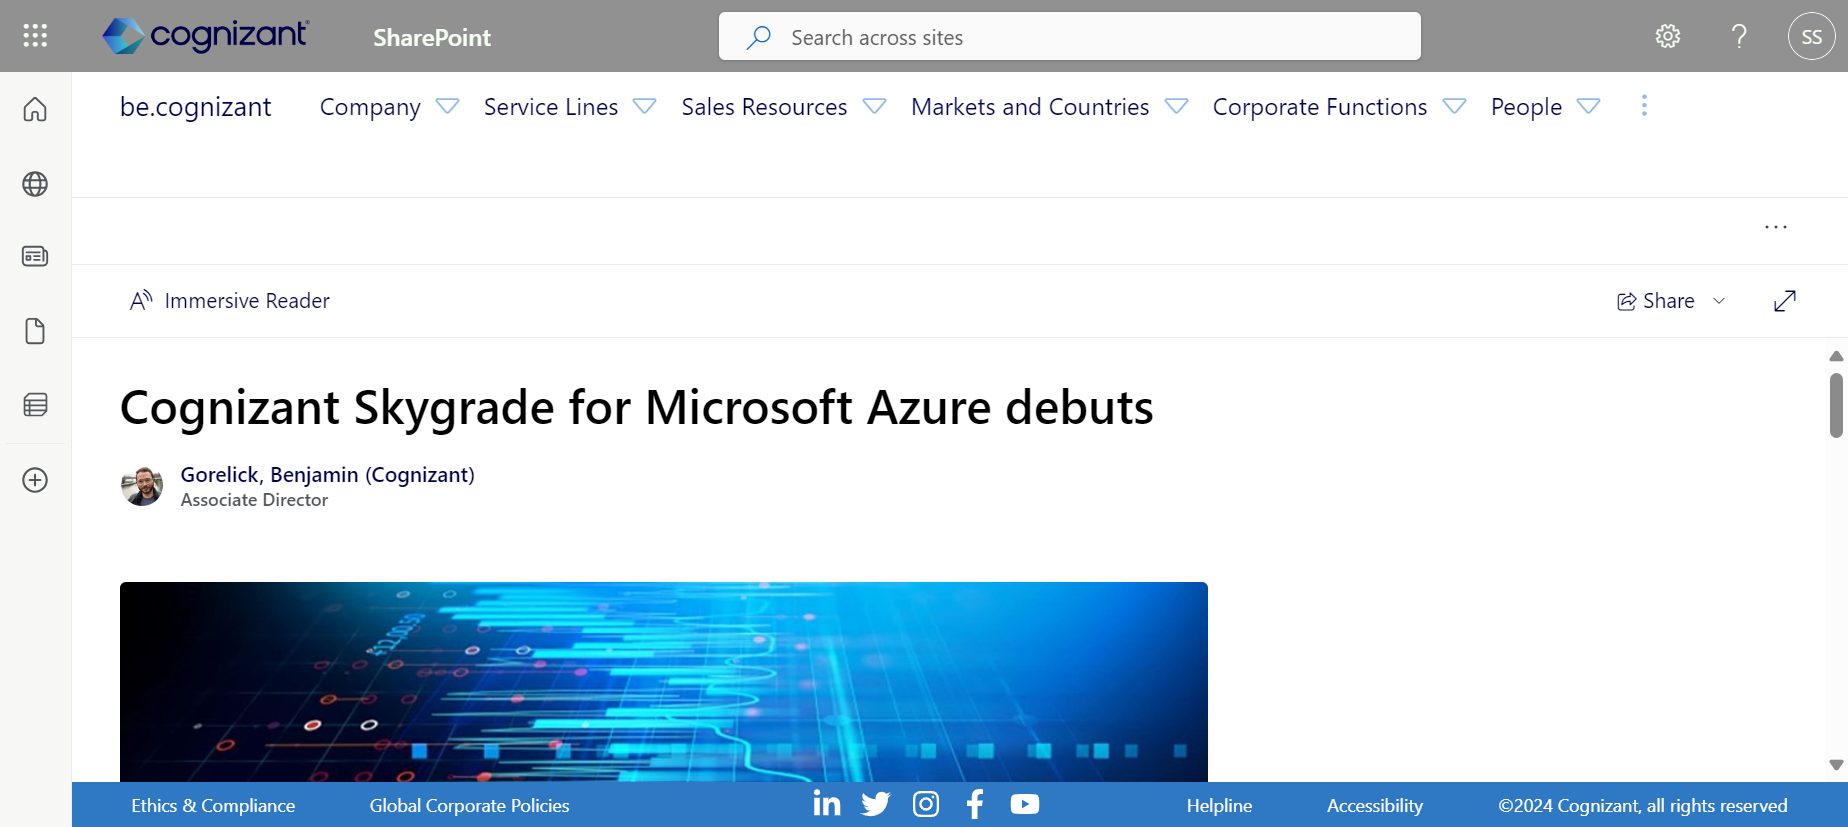 cognizant
SharePoint
Search across sites
SS
be.cognizant
Company
Service Lines
Sales Resources
Markets and Countries
Corporate Functions
People
Immersive Reader
Share
Cognizant Skygrade for Microsoft Azure debuts
Gorelick, Benjamin (Cognizant)
Associate Director
Ethics & Compliance
Global Corporate Policies
Helpline
Accessibility
©2024 Cognizant, all rights reserved